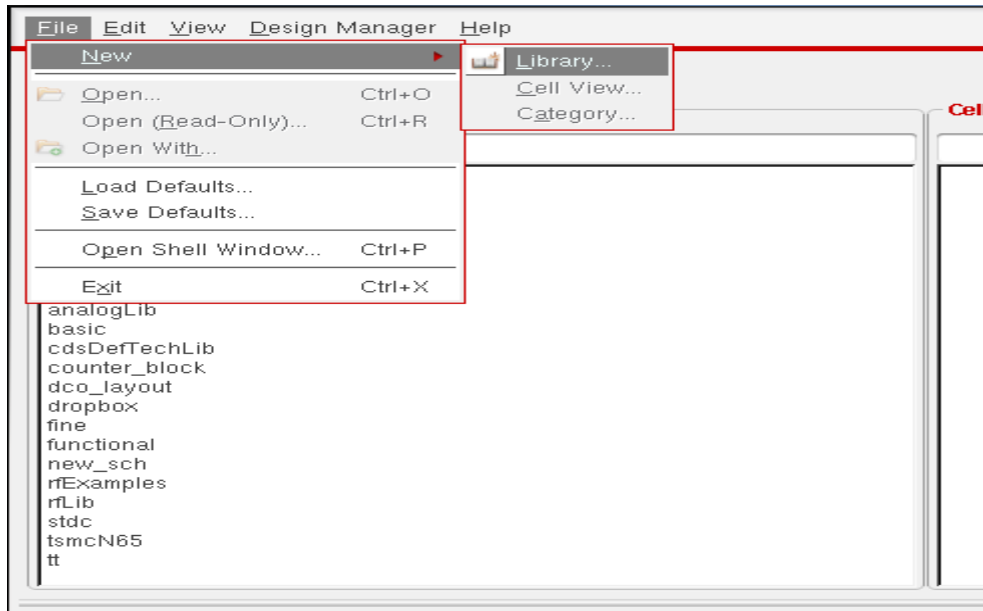 File Edit View Design Manager Help
New
Library...
Cell View...
Category...
Open... Ctrl+O
Open (Read-Only)... Ctrl+R
Open With...
Load Defaults...
Save Defaults...
Open Shell Window... Ctrl+P
Exit Ctrl+X
Cell
analogLib
basic
cdsDefTechLib
counter_block
dco_layout
dropbox
fine
functional
new_sch
rfExamples
rfLib
stdc
tsmcN65
tt